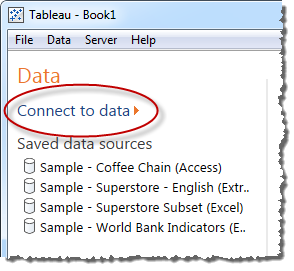 Tableau - Book1
File Data Server Help
Data
Connect to data
Saved data sources
Sample - Coffee Chain (Access)
Sample - Superstore - English (Extr..
Sample - Superstore Subset (Excel)
Sample - World Bank Indicators (E..